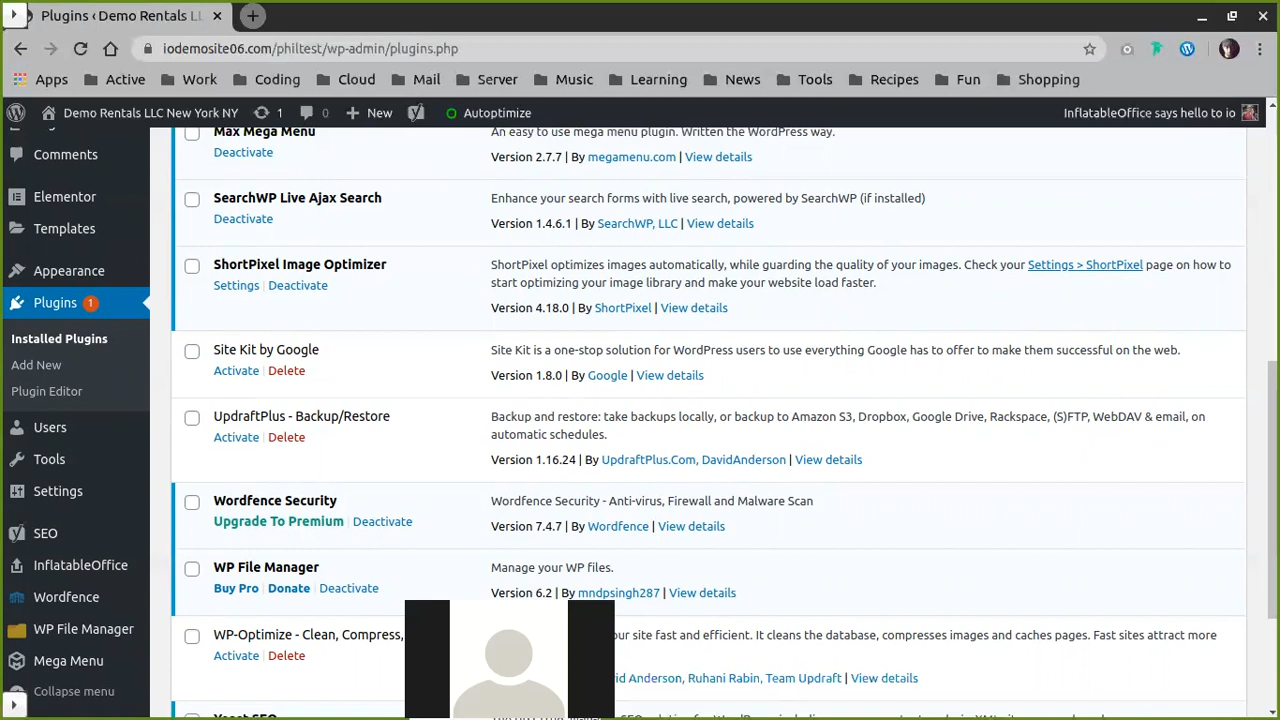 Plugins ‹ Demo Rentals LL
iodemosite06.com/philtest/wp-admin/plugins.php
Apps Active Work Coding Cloud Mail Server Music Learning News Tools Recipes Fun Shopping
Demo Rentals LLC New York NY 1 0 New Autoptimize InflatableOffice says hello to io
Comments
Elementor
Templates
Appearance
Plugins 1
Installed Plugins
Add New
Plugin Editor
Users
Tools
Settings
SEO
InflatableOffice
Wordfence
WP File Manager
Mega Menu
Collapse menu
Max Mega Menu An easy to use mega menu plugin. Written the WordPress way.
Deactivate Version 2.7.7 | By megamenu.com | View details
SearchWP Live Ajax Search Enhance your search forms with live search, powered by SearchWP (if installed)
Deactivate Version 1.4.6.1 | By SearchWP, LLC | View details
ShortPixel Image Optimizer ShortPixel optimizes images automatically, while guarding the quality of your images. Check your Settings > ShortPixel page on how to
Settings | Deactivate start optimizing your image library and make your website load faster.
Version 4.18.0 | By ShortPixel | View details
Site Kit by Google Site Kit is a one-stop solution for WordPress users to use everything Google has to offer to make them successful on the web.
Activate | Delete Version 1.8.0 | By Google | View details
UpdraftPlus - Backup/Restore Backup and restore: take backups locally, or backup to Amazon S3, Dropbox, Google Drive, Rackspace, (S)FTP, WebDAV & email, on
Activate | Delete automatic schedules.
Version 1.16.24 | By UpdraftPlus.Com, DavidAnderson | View details
Wordfence Security Wordfence Security - Anti-virus, Firewall and Malware Scan
Upgrade To Premium | Deactivate Version 7.4.7 | By Wordfence | View details
WP File Manager Manage your WP files.
Buy Pro | Donate | Deactivate Version 6.2 | By mndpsingh287 | View details
WP-Optimize - Clean, Compress, our site fast and efficient. It cleans the database, compresses images and caches pages. Fast sites attract more
Activate | Delete Anderson, Ruhani Rabin, Team Updraft | View details